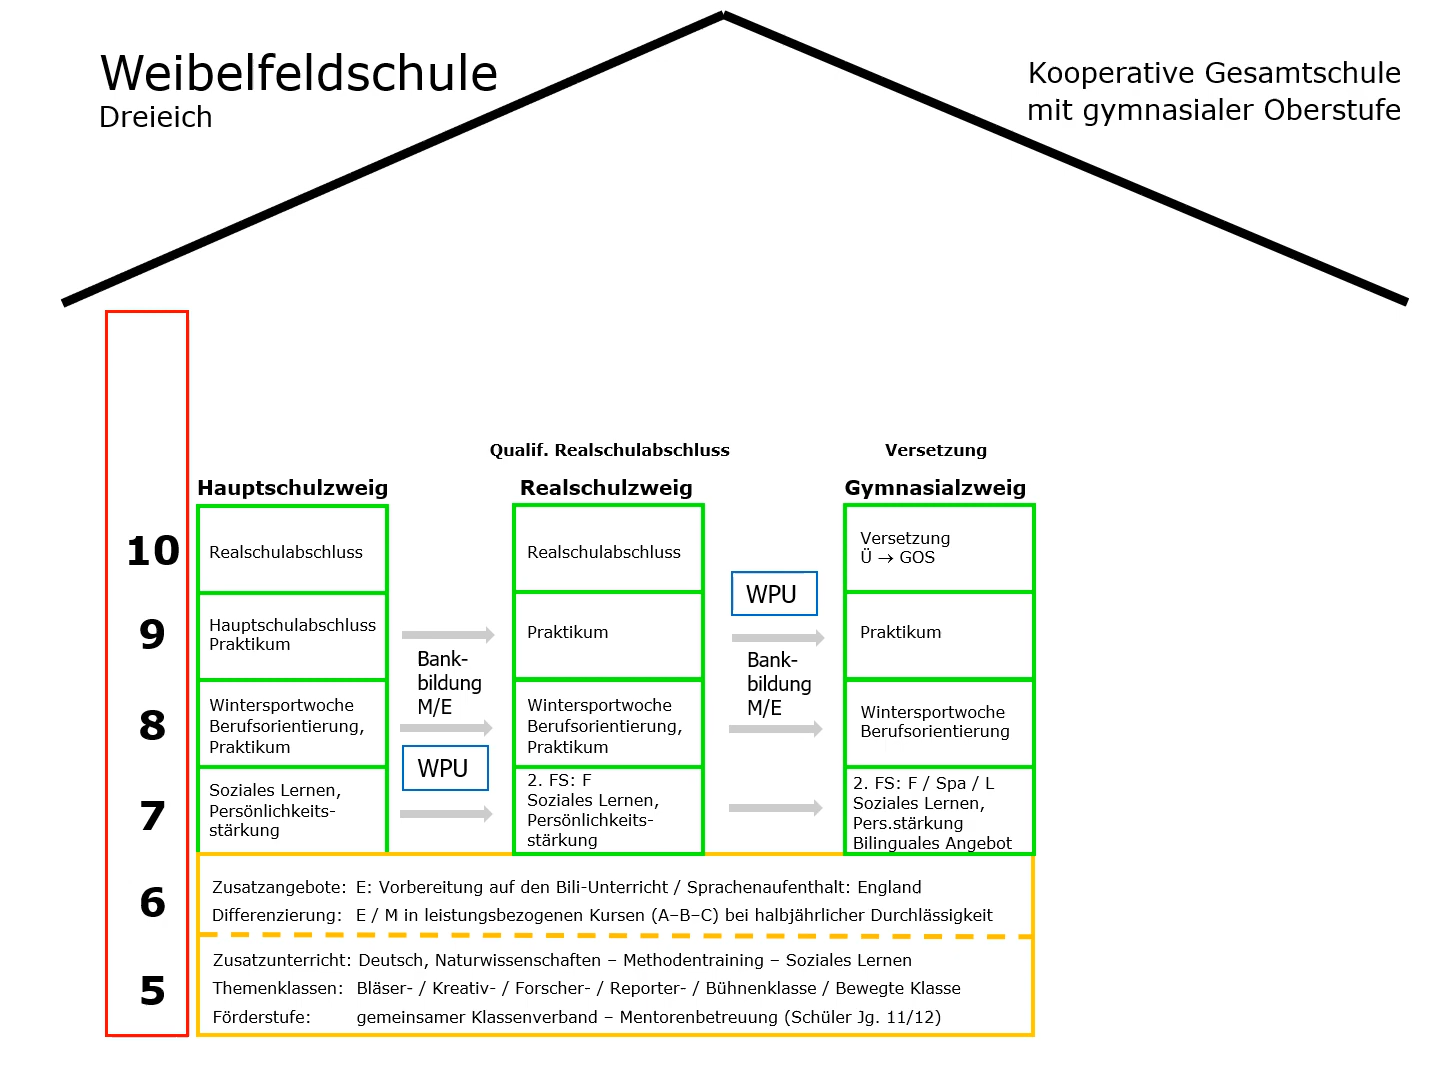 Weibelfeldschule
Dreieich
Kooperative Gesamtschule
mit gymnasialer Oberstufe
Qualif. Realschulabschluss
Versetzung
Hauptschulzweig
Realschulzweig
Gymnasialzweig
10
Realschulabschluss
Realschulabschluss
Versetzung
Ü → GOS
WPU
9
Hauptschulabschluss
Praktikum
Praktikum
Praktikum
Bank-
bildung
M/E
Bank-
bildung
M/E
8
Wintersportwoche
Berufsorientierung,
Praktikum
Wintersportwoche
Berufsorientierung,
Praktikum
Wintersportwoche
Berufsorientierung
WPU
7
Soziales Lernen,
Persönlichkeits-
stärkung
2. FS: F
Soziales Lernen,
Persönlichkeits-
stärkung
2. FS: F / Spa / L
Soziales Lernen,
Pers.stärkung
Bilinguales Angebot
6
Zusatzangebote: E: Vorbereitung auf den Bili-Unterricht / Sprachenaufenthalt: England
Differenzierung: E / M in leistungsbezogenen Kursen (A–B–C) bei halbjährlicher Durchlässigkeit
5
Zusatzunterricht: Deutsch, Naturwissenschaften – Methodentraining – Soziales Lernen
Themenklassen: Bläser- / Kreativ- / Forscher- / Reporter- / Bühnenklasse / Bewegte Klasse
Förderstufe: gemeinsamer Klassenverband – Mentorenbetreuung (Schüler Jg. 11/12)